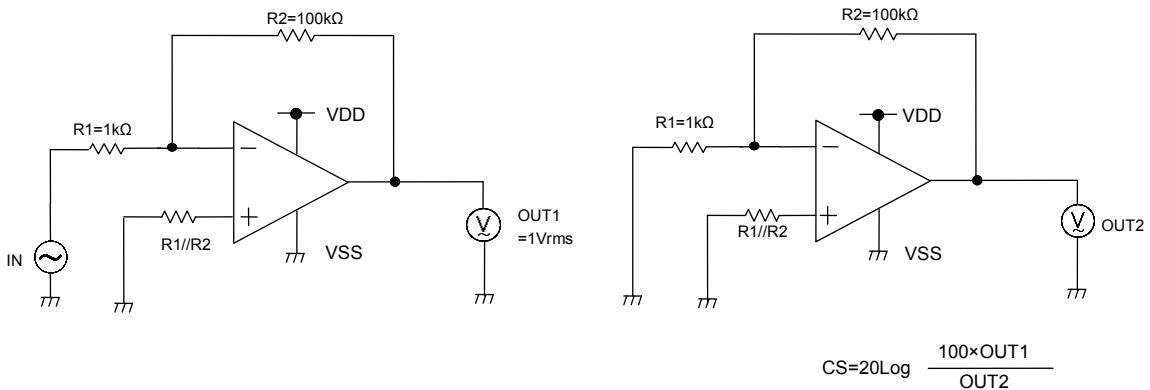 R2=100kΩ
VDD
R1=1kΩ
R1//R2
VSS
IN
OUT1
=1Vrms
V
R2=100kΩ
VDD
R1=1kΩ
R1//R2
VSS
V
OUT2
CS=20Log 100×OUT1
OUT2